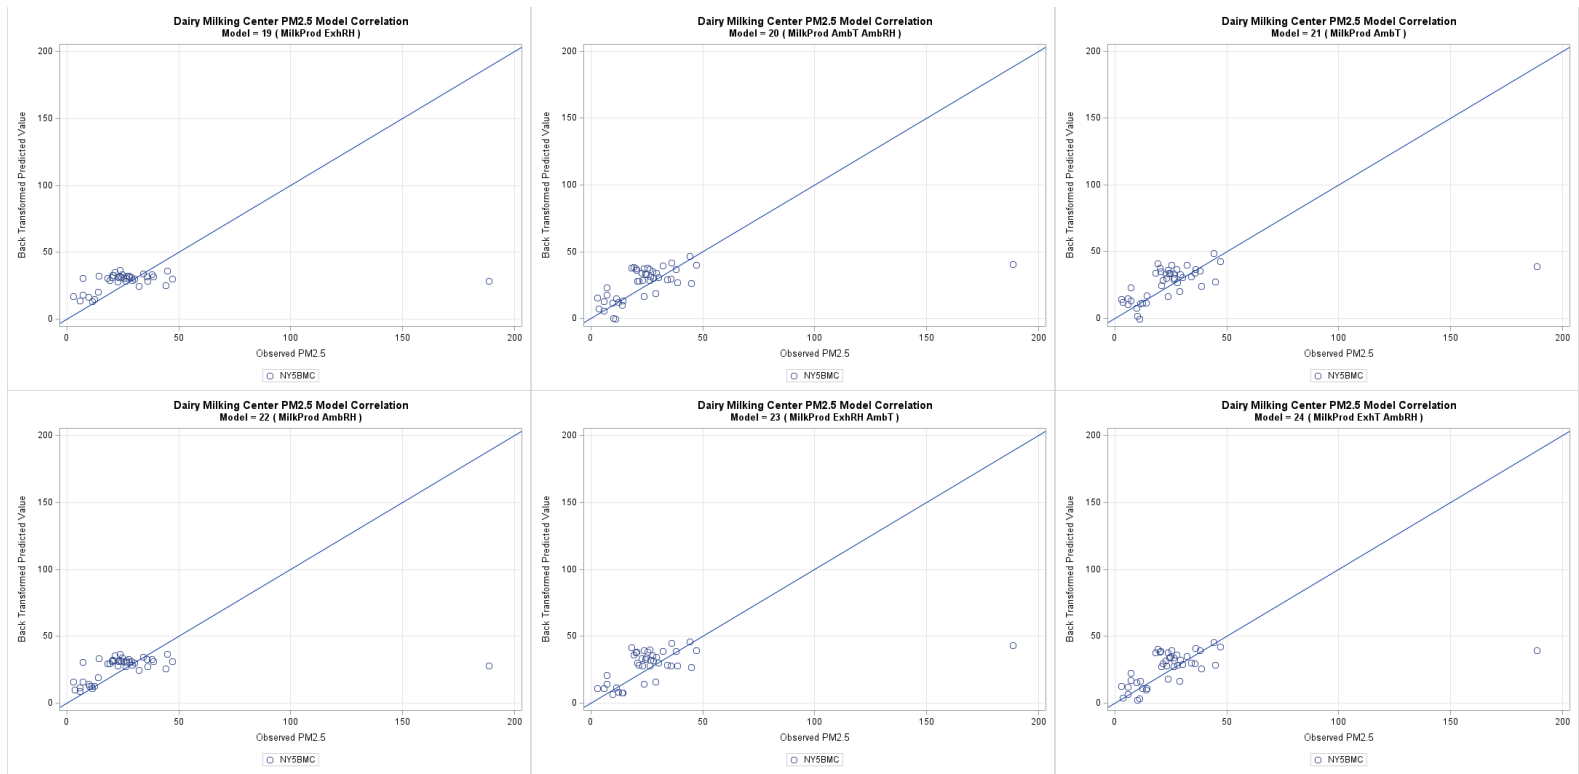 Dairy Milking Center PM2.5 Model Correlation
Model = 19 ( MilkProd ExhRH )
200
150
100
50
0
Back Transformed Predicted Value
0 50 100 150 200
Observed PM2.5
NY5BMC
Dairy Milking Center PM2.5 Model Correlation
Model = 20 ( MilkProd AmbT AmbRH )
200
150
100
50
0
Back Transformed Predicted Value
0 50 100 150 200
Observed PM2.5
NY5BMC
Dairy Milking Center PM2.5 Model Correlation
Model = 21 ( MilkProd AmbT )
200
150
100
50
0
Back Transformed Predicted Value
0 50 100 150 200
Observed PM2.5
NY5BMC
Dairy Milking Center PM2.5 Model Correlation
Model = 22 ( MilkProd AmbRH )
200
150
100
50
0
Back Transformed Predicted Value
0 50 100 150 200
Observed PM2.5
NY5BMC
Dairy Milking Center PM2.5 Model Correlation
Model = 23 ( MilkProd ExhRH AmbT )
200
150
100
50
0
Back Transformed Predicted Value
0 50 100 150 200
Observed PM2.5
NY5BMC
Dairy Milking Center PM2.5 Model Correlation
Model = 24 ( MilkProd ExhT AmbRH )
200
150
100
50
0
Back Transformed Predicted Value
0 50 100 150 200
Observed PM2.5
NY5BMC